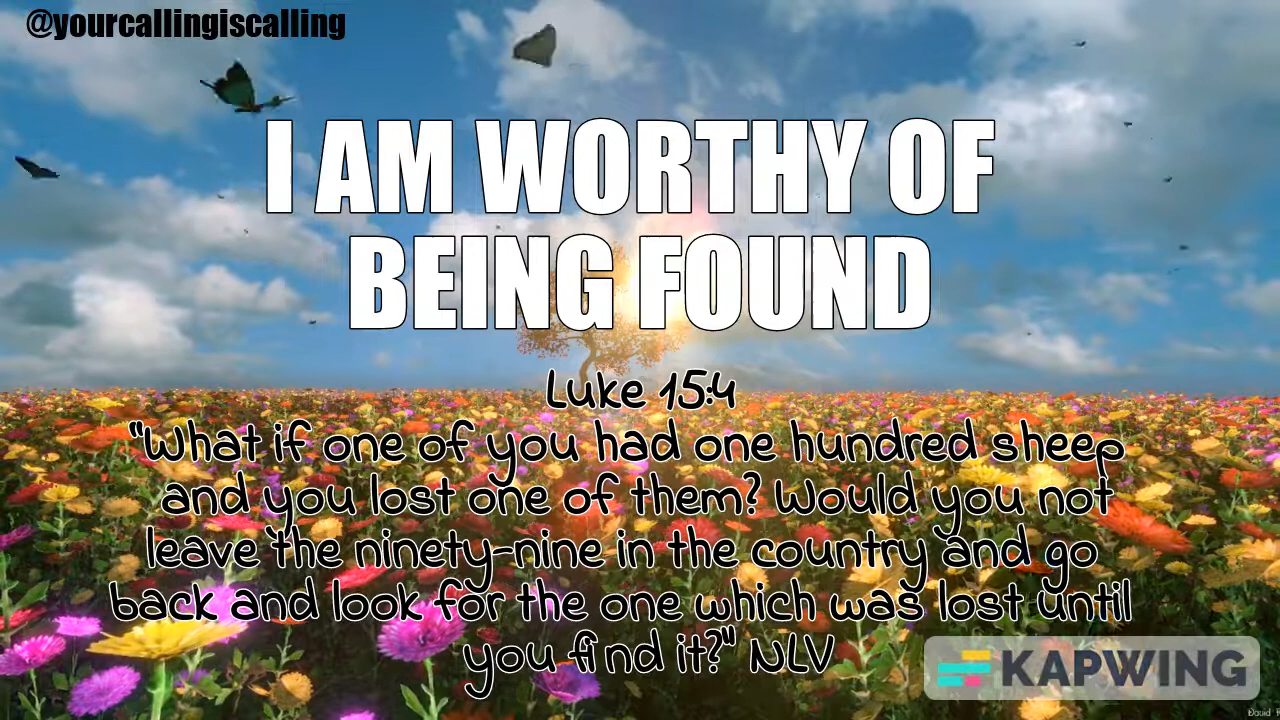 @yourcallingiscalling
I AM WORTHY OF
BEING FOUND
Luke 15:4
"What if one of you had one hundred sheep
and you lost one of them? Would you not
leave the ninety-nine in the country and go
back and look for the one which was lost until
you find it?" NLV
KAPWING
David